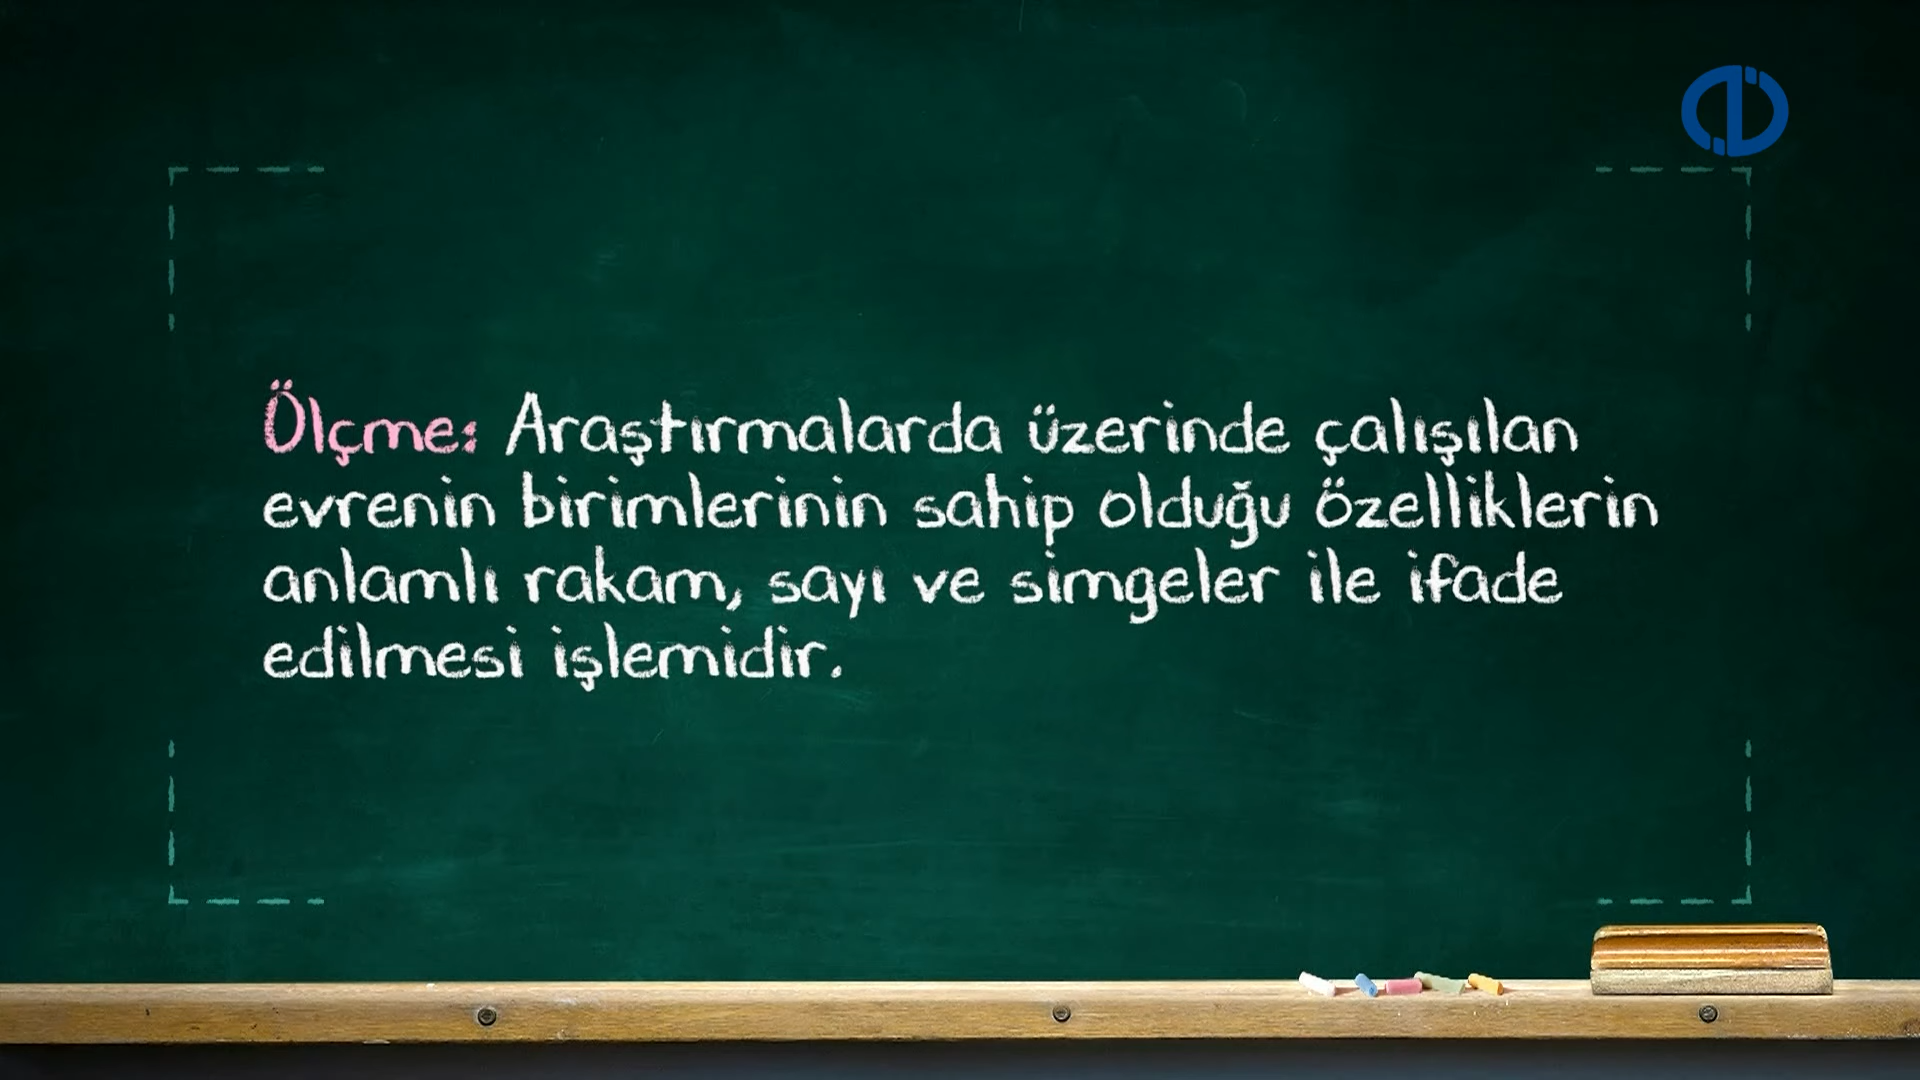 Ölçme: Araştırmalarda üzerinde çalışılan
evrenin birimlerinin sahip olduğu özelliklerin
anlamlı rakam, sayı ve simgeler ile ifade
edilmesi işlemidir.